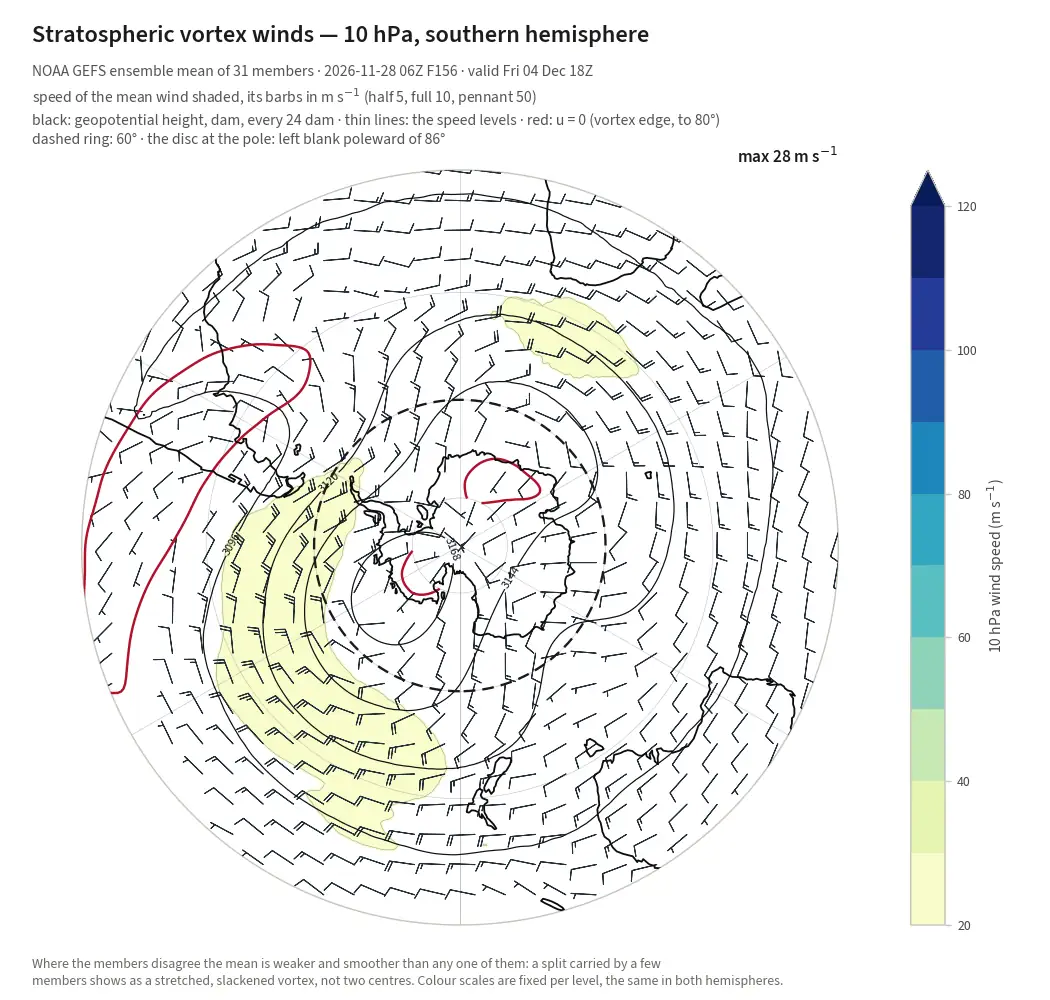 Stratospheric vortex winds — 10 hPa, southern hemisphere
NOAA GEFS ensemble mean of 31 members · 2026-11-28 06Z F156 · valid Fri 04 Dec 18Z
speed of the mean wind shaded, its barbs in m s⁻¹ (half 5, full 10, pennant 50)
black: geopotential height, dam, every 24 dam · thin lines: the speed levels · red: u = 0 (vortex edge, to 80°)
dashed ring: 60° · the disc at the pole: left blank poleward of 86°
max 28 m s⁻¹
120
100
80
60
40
20
10 hPa wind speed (m s⁻¹)
3120
3096
3168
3144
Where the members disagree the mean is weaker and smoother than any one of them: a split carried by a few
members shows as a stretched, slackened vortex, not two centres. Colour scales are fixed per level, the same in both hemispheres.